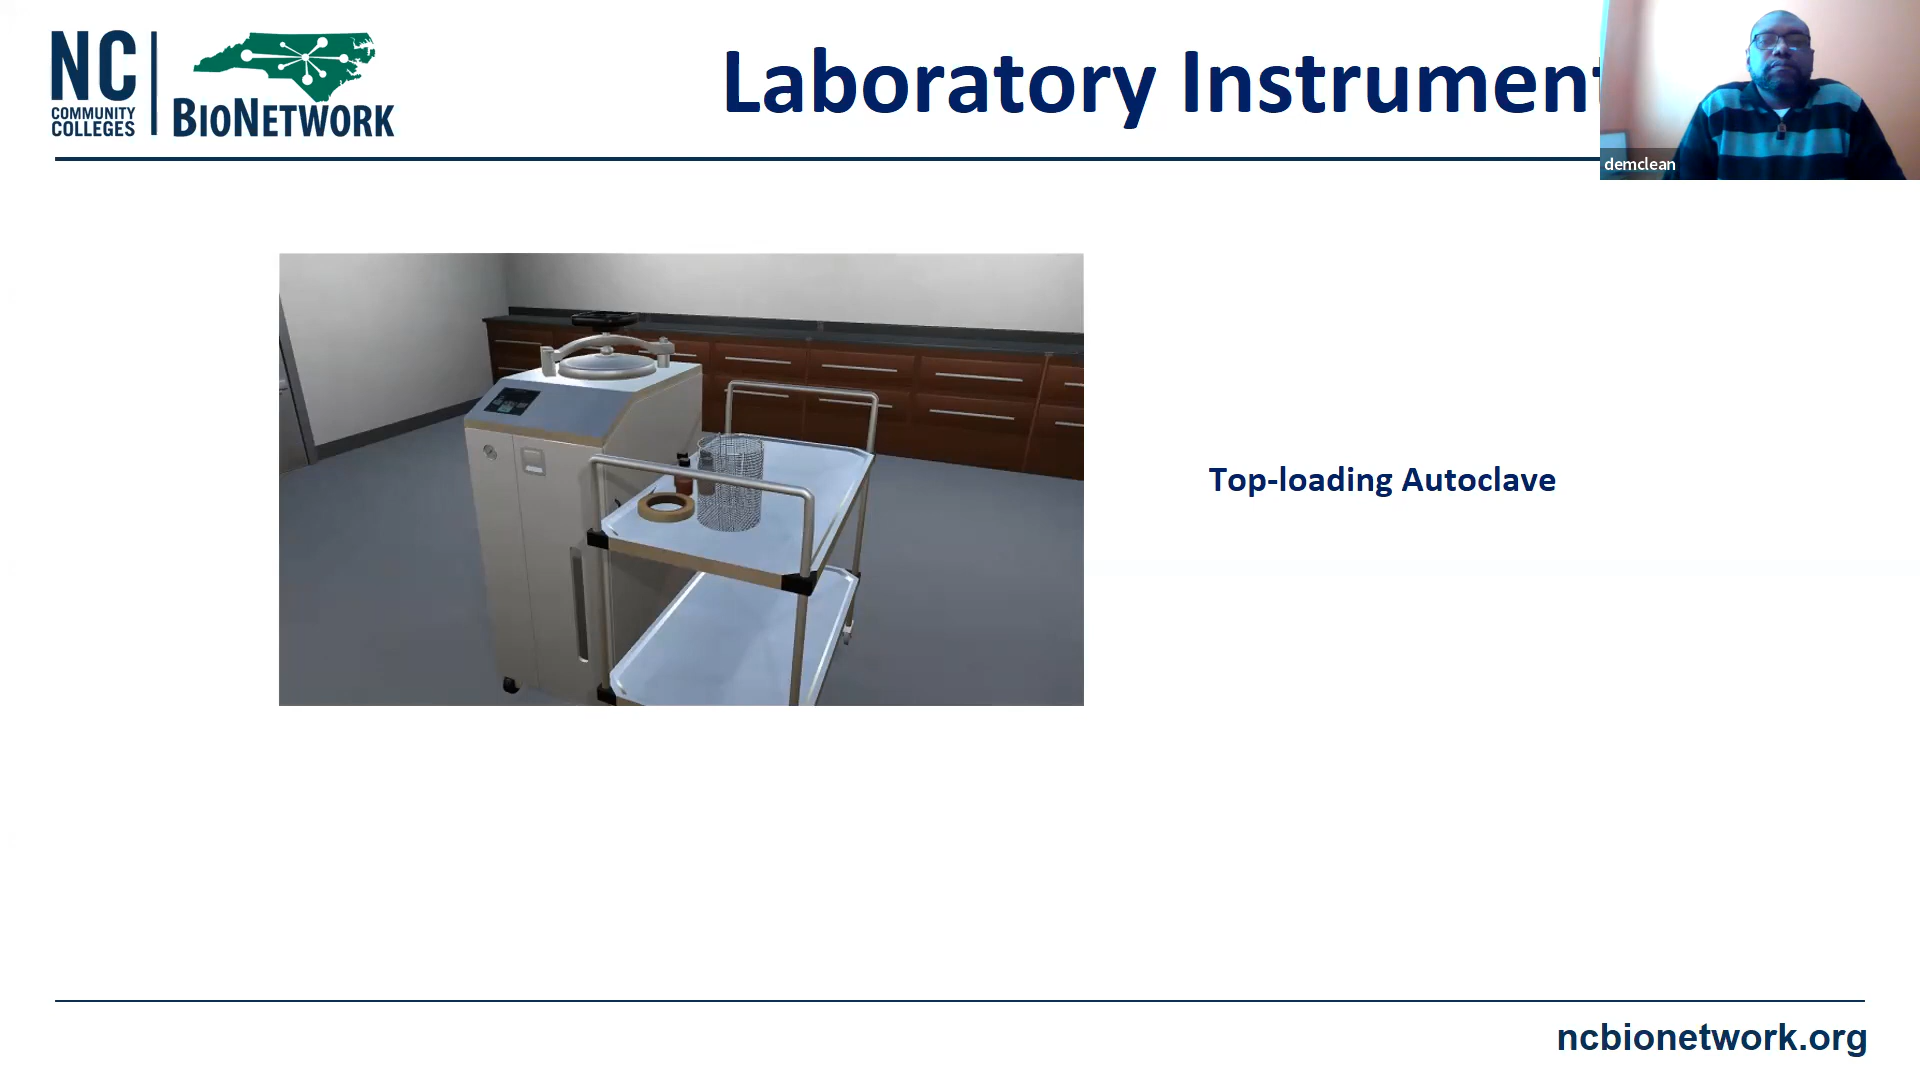 NC
COMMUNITY
COLLEGES
BIONETWORK
Laboratory Instrument
demclean
Top-loading Autoclave
ncbionetwork.org